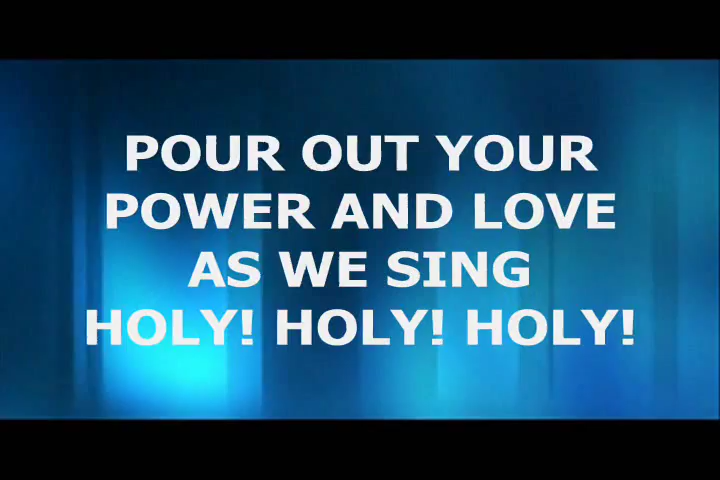 POUR OUT YOUR
POWER AND LOVE
AS WE SING
HOLY! HOLY! HOLY!